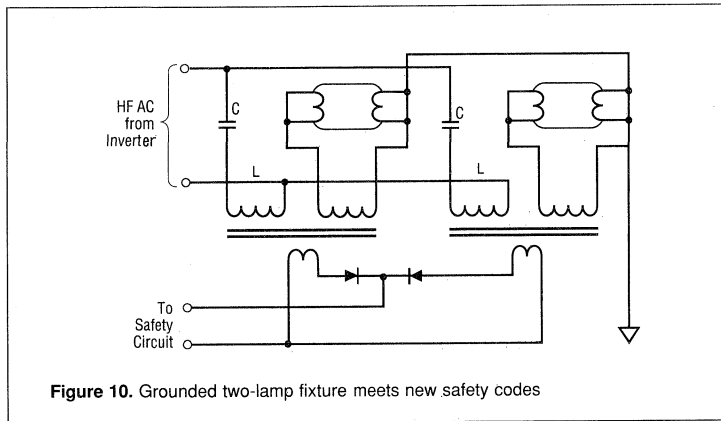 HF AC
from
Inverter
C
C
L
L
To
Safety
Circuit
Figure 10. Grounded two-lamp fixture meets new safety codes